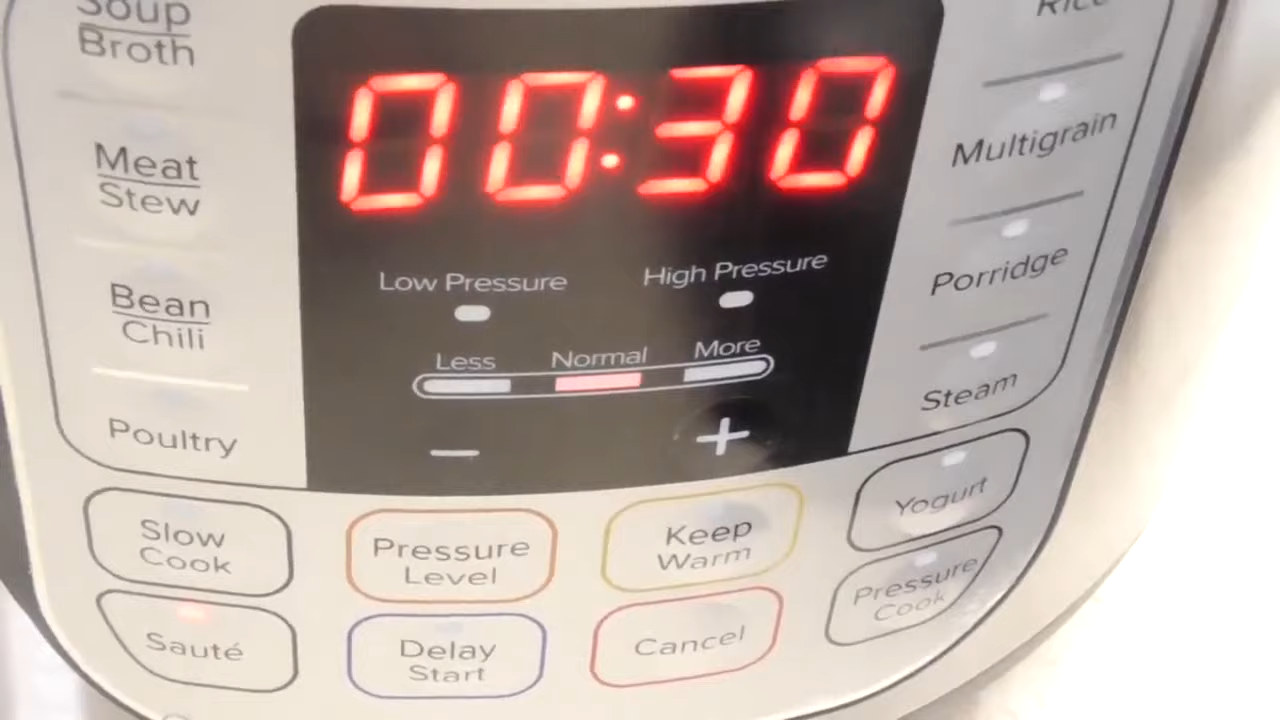 Soup
Broth
Meat
Stew
Bean
Chili
Poultry
00:30
Low Pressure
High Pressure
Less
Normal
More
−
+
Rice
Multigrain
Porridge
Steam
Slow
Cook
Pressure
Level
Keep
Warm
Yogurt
Sauté
Delay
Start
Cancel
Pressure
Cook